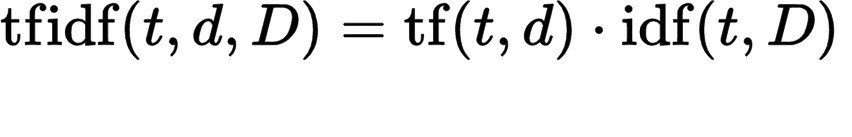 tfidf(t, d, D) = tf(t, d) · idf(t, D)